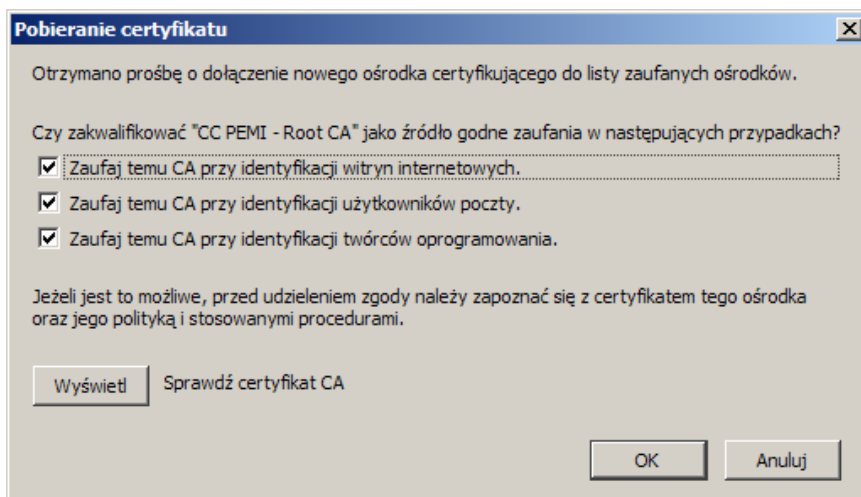 Pobieranie certyfikatu
Otrzymano prośbę o dołączenie nowego ośrodka certyfikującego do listy zaufanych ośrodków.
Czy zakwalifikować "CC PEMI - Root CA" jako źródło godne zaufania w następujących przypadkach?
Zaufaj temu CA przy identyfikacji witryn internetowych.
Zaufaj temu CA przy identyfikacji użytkowników poczty.
Zaufaj temu CA przy identyfikacji twórców oprogramowania.
Jeżeli jest to możliwe, przed udzieleniem zgody należy zapoznać się z certyfikatem tego ośrodka
oraz jego polityką i stosowanymi procedurami.
Wyświetl Sprawdź certyfikat CA
OK Anuluj